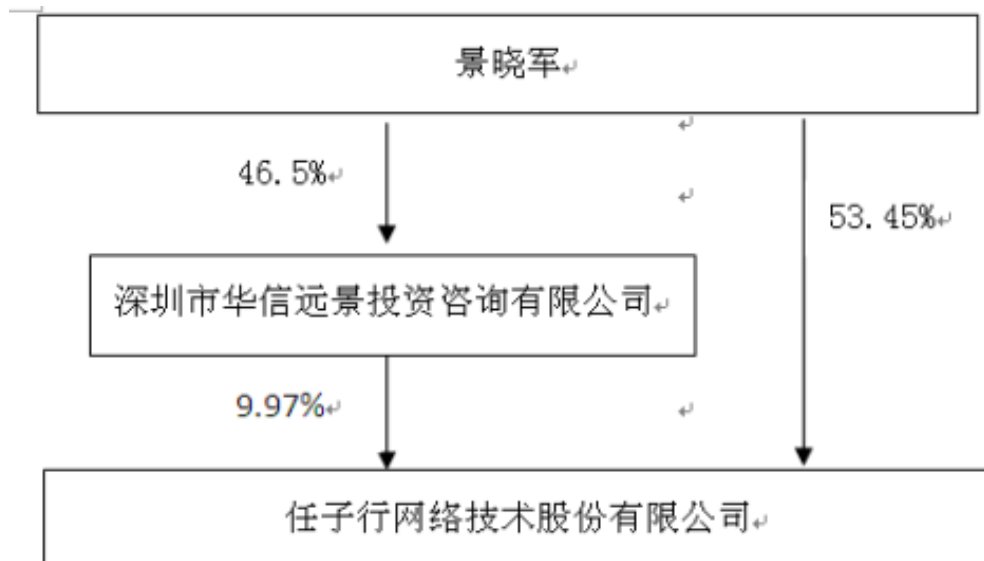 景晓军
46.5%
53.45%
深圳市华信远景投资咨询有限公司
9.97%
任子行网络技术股份有限公司